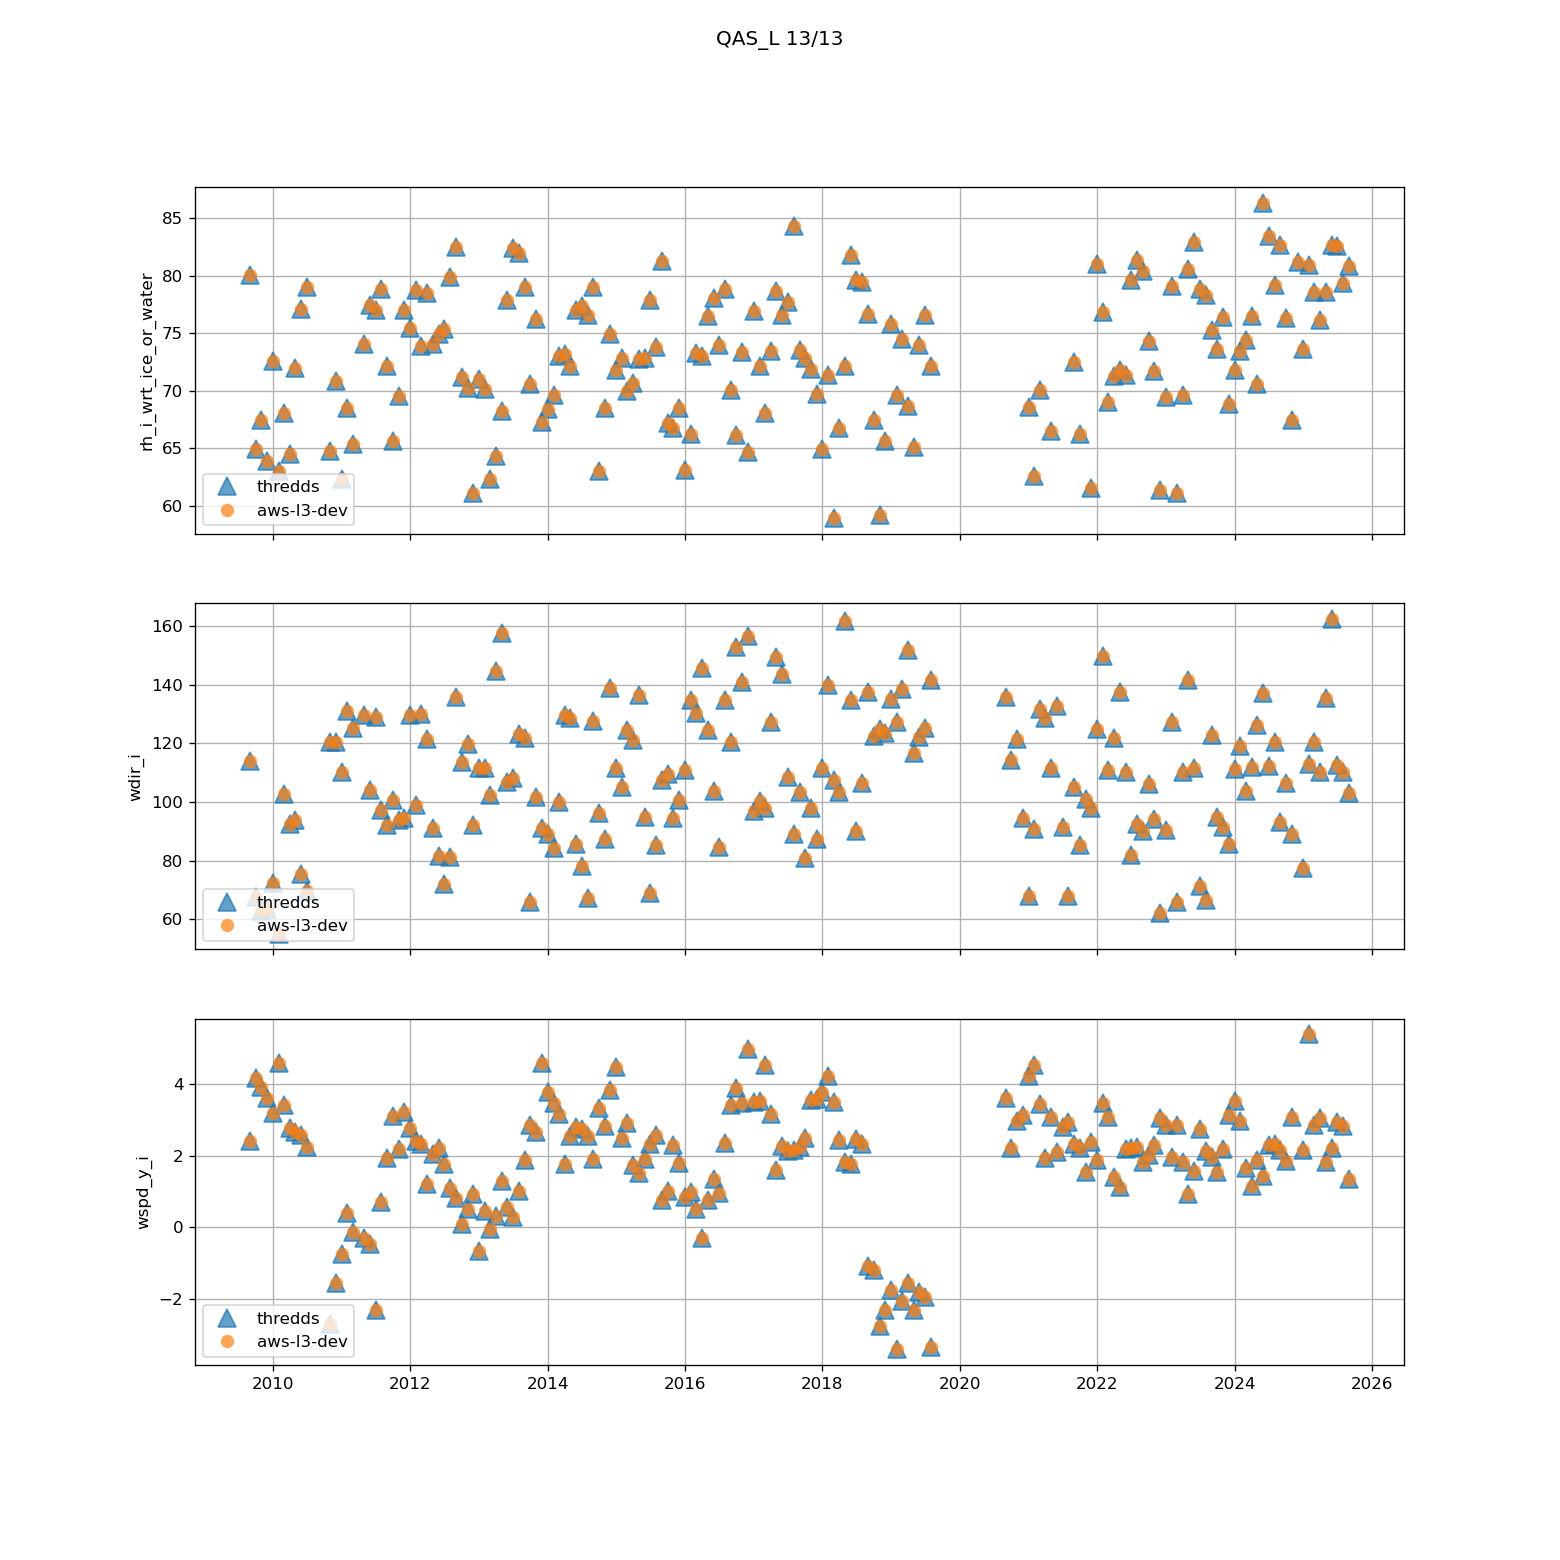 QAS_L 13/13
85
80
75
70
65
60
rh_i_wrt_ice_or_water
thredds
aws-l3-dev
160
140
120
100
80
60
wdir_i
thredds
aws-l3-dev
4
2
0
−2
wspd_y_i
thredds
aws-l3-dev
2010 2012 2014 2016 2018 2020 2022 2024 2026